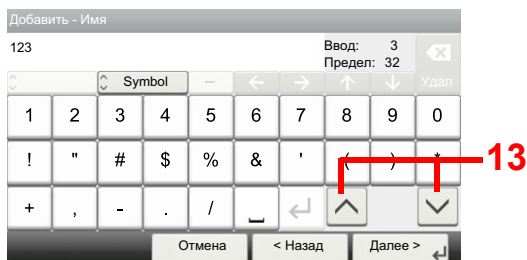 Добавить - Имя
123
Ввод: 3
Предел: 32
Symbol
Удал
1 2 3 4 5 6 7 8 9 0
! " # $ % & ' ( ) *
+ , - . /
Отмена < Назад Далее >
13